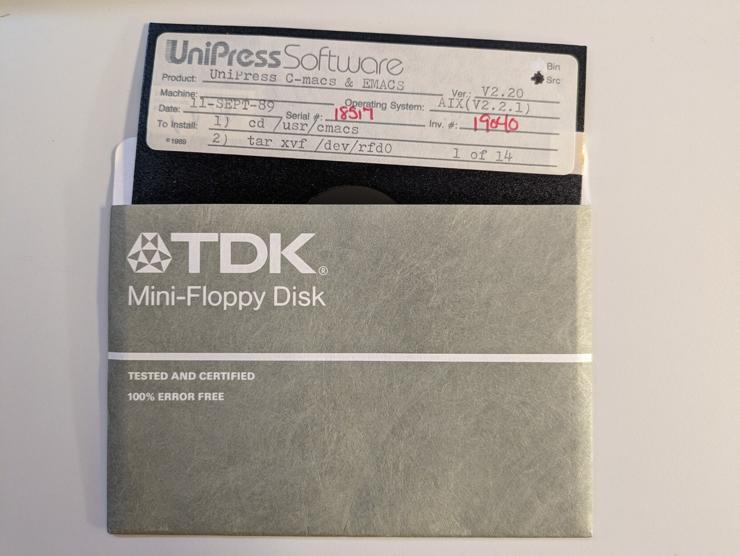 UniPress Software
Bin
Product: UniPress C-macs & EMACS Src
Machine: Ver.: V2.20
Date: 11-SEPT-89 Operating System: AIX(V2.2.1)
Serial #: 18517 Inv. #: 19040
To Install: 1) cd /usr/cmacs
©1989 2) tar xvf /dev/rfd0 1 of 14
TDK®
Mini-Floppy Disk
TESTED AND CERTIFIED
100% ERROR FREE